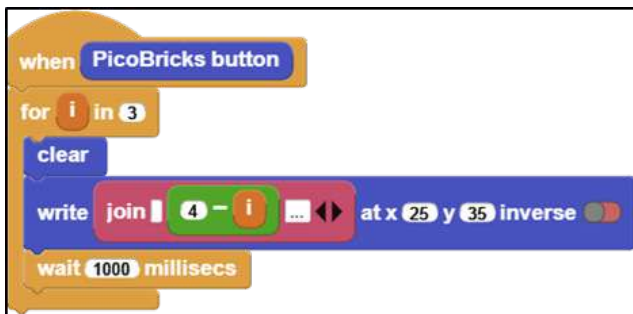 when PicoBricks button
for i in 3
clear
write join 4 − i ... at x 25 y 35 inverse
wait 1000 millisecs